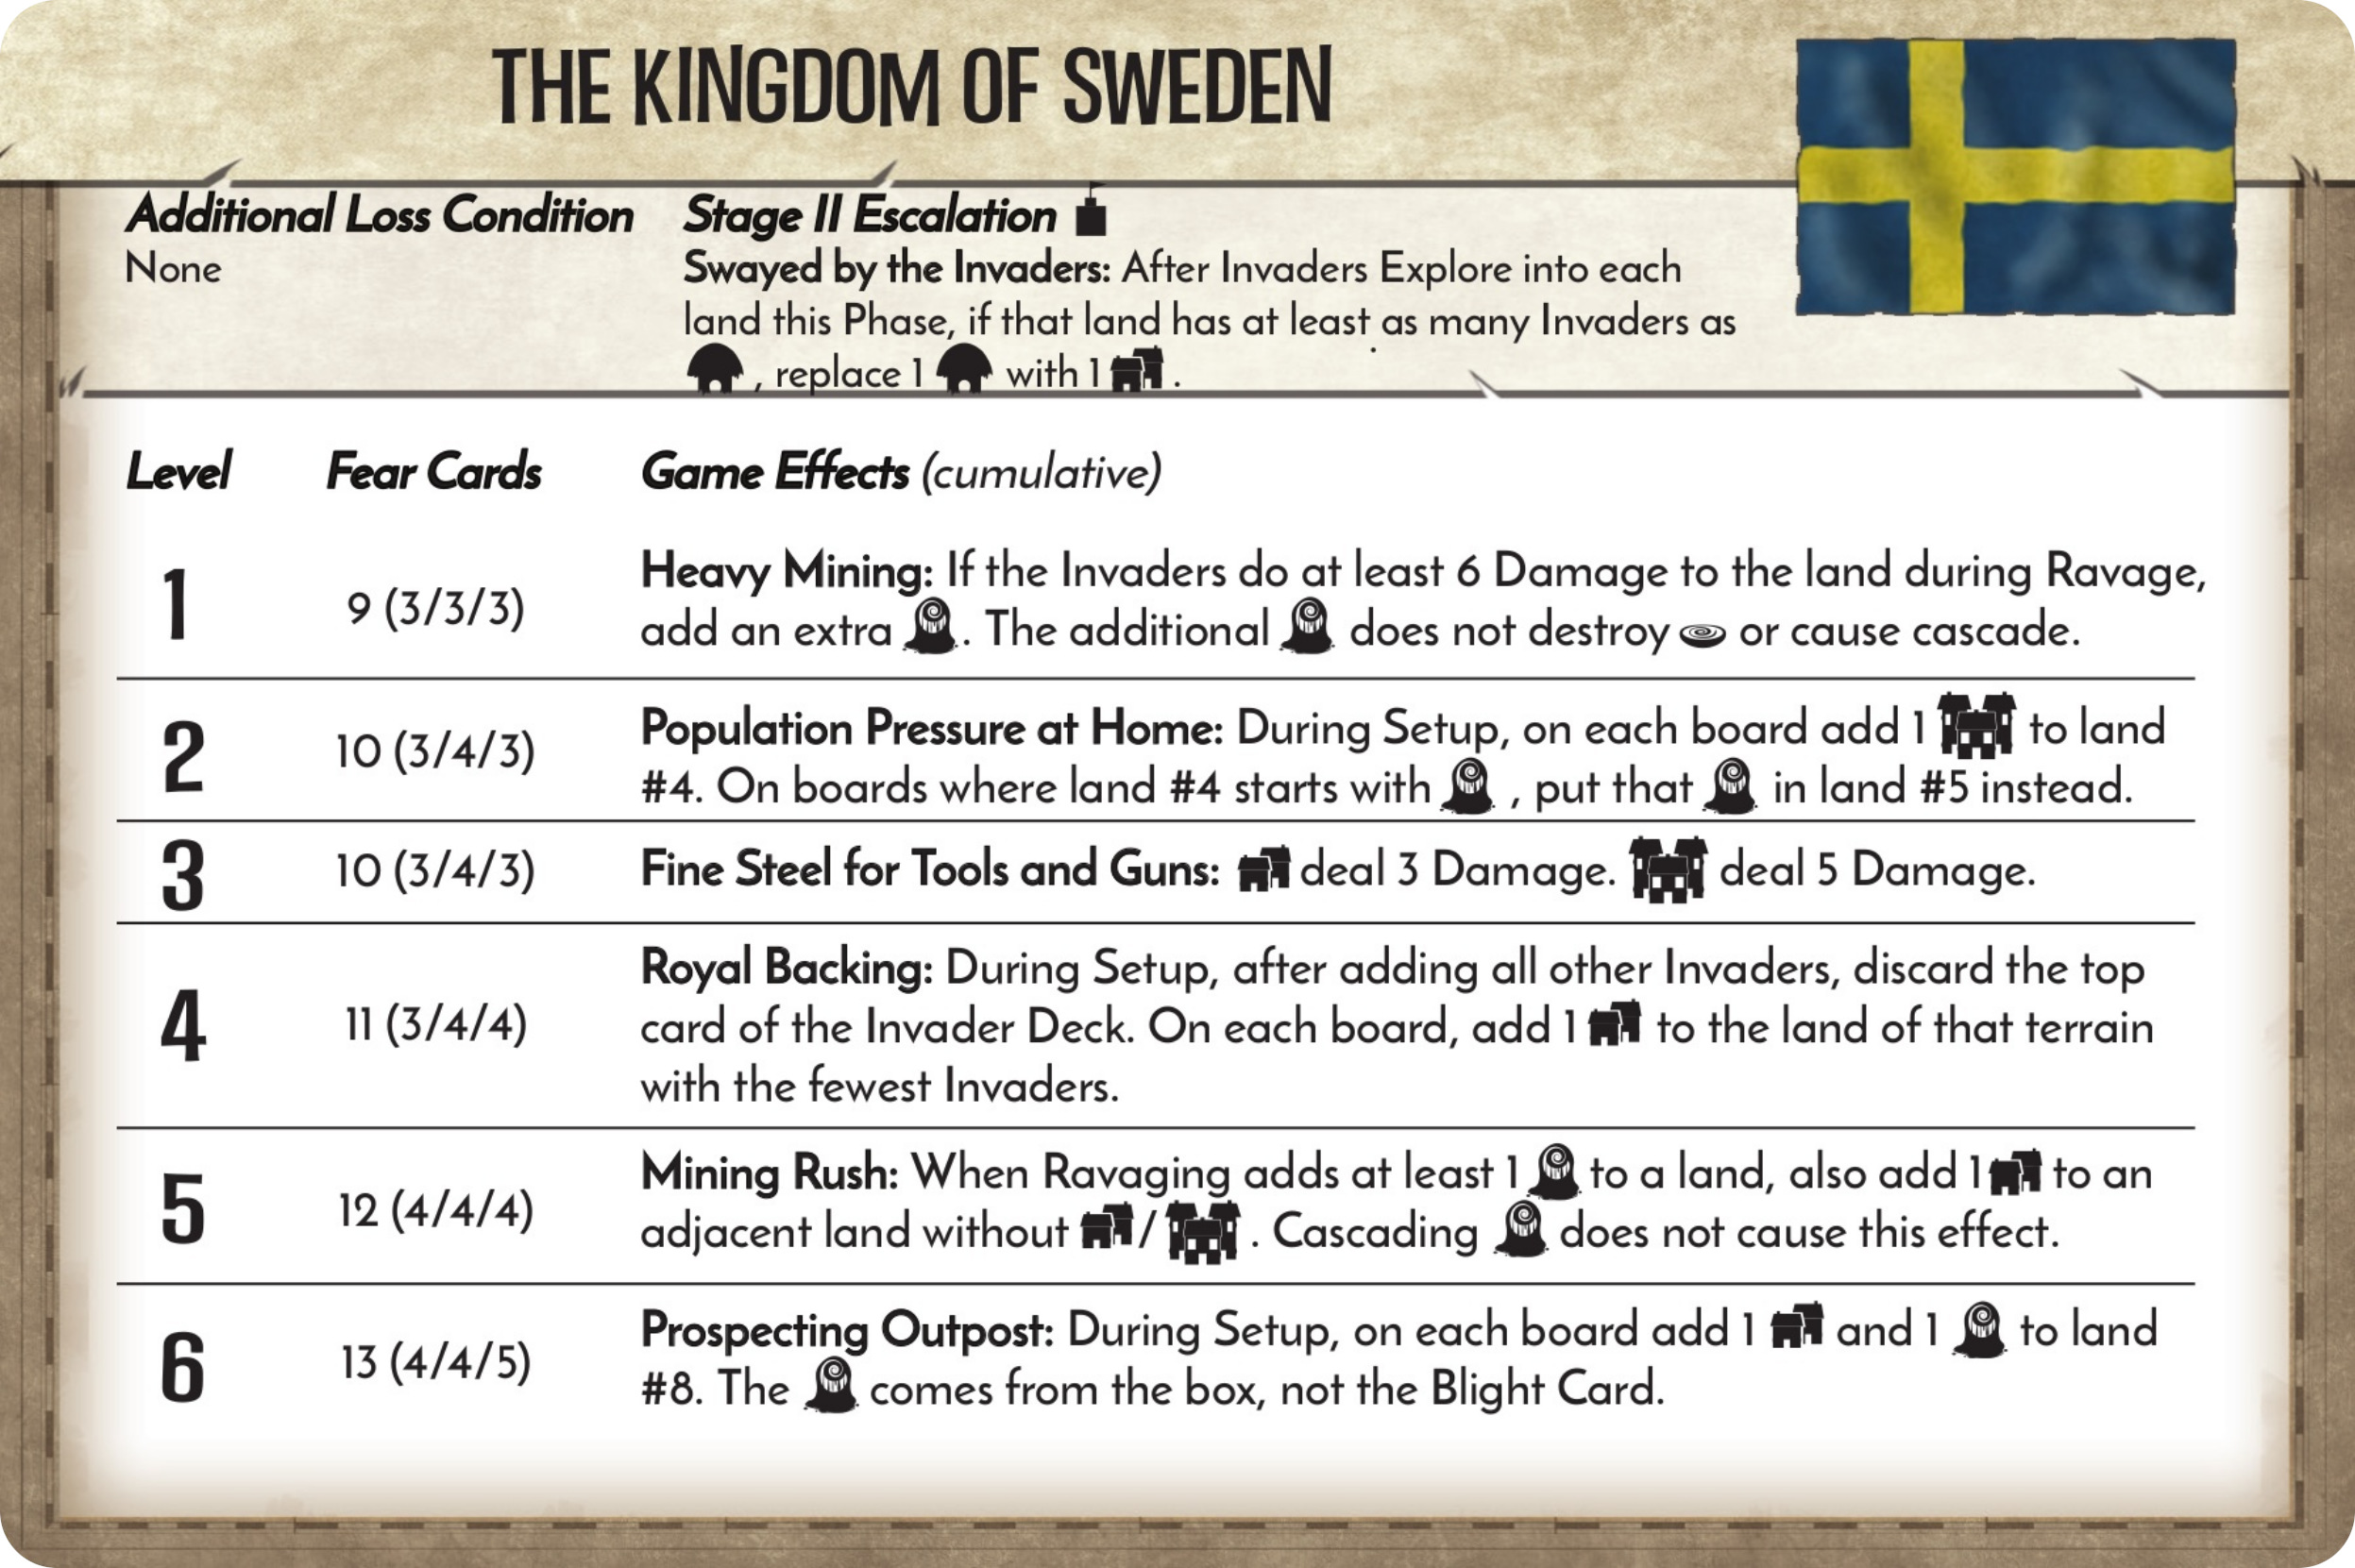 THE KINGDOM OF SWEDEN
Additional Loss Condition
None
Stage II Escalation
Swayed by the Invaders: After Invaders Explore into each
land this Phase, if that land has at least as many Invaders as
, replace 1 with 1 .
Level Fear Cards Game Effects (cumulative)
1 9 (3/3/3) Heavy Mining: If the Invaders do at least 6 Damage to the land during Ravage,
add an extra . The additional does not destroy or cause cascade.
2 10 (3/4/3) Population Pressure at Home: During Setup, on each board add 1 to land
#4. On boards where land #4 starts with , put that in land #5 instead.
3 10 (3/4/3) Fine Steel for Tools and Guns: deal 3 Damage. deal 5 Damage.
4 11 (3/4/4) Royal Backing: During Setup, after adding all other Invaders, discard the top
card of the Invader Deck. On each board, add 1 to the land of that terrain
with the fewest Invaders.
5 12 (4/4/4) Mining Rush: When Ravaging adds at least 1 to a land, also add 1 to an
adjacent land without / . Cascading does not cause this effect.
6 13 (4/4/5) Prospecting Outpost: During Setup, on each board add 1 and 1 to land
#8. The comes from the box, not the Blight Card.